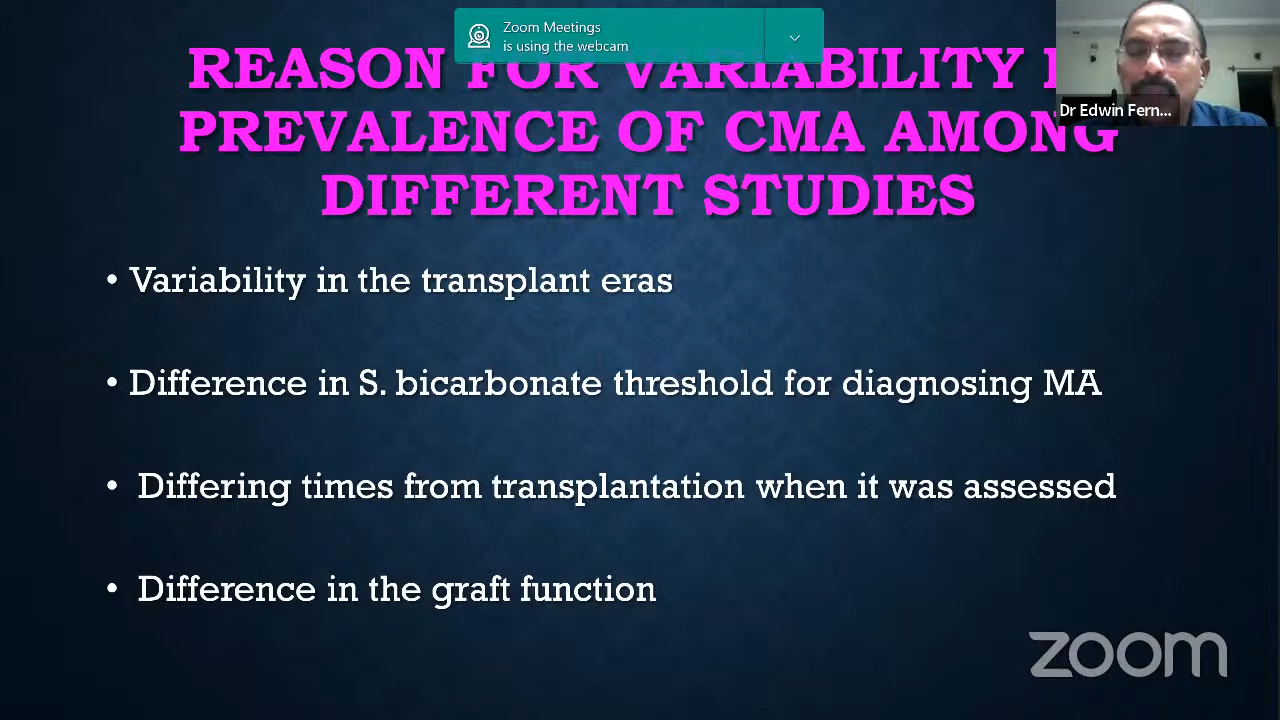 Zoom Meetings
is using the webcam
REASON FOR VARIABILITY
PREVALENCE OF CMA AMONG
DIFFERENT STUDIES
Dr Edwin Fern...
• Variability in the transplant eras
• Difference in S. bicarbonate threshold for diagnosing MA
• Differing times from transplantation when it was assessed
• Difference in the graft function
zoom